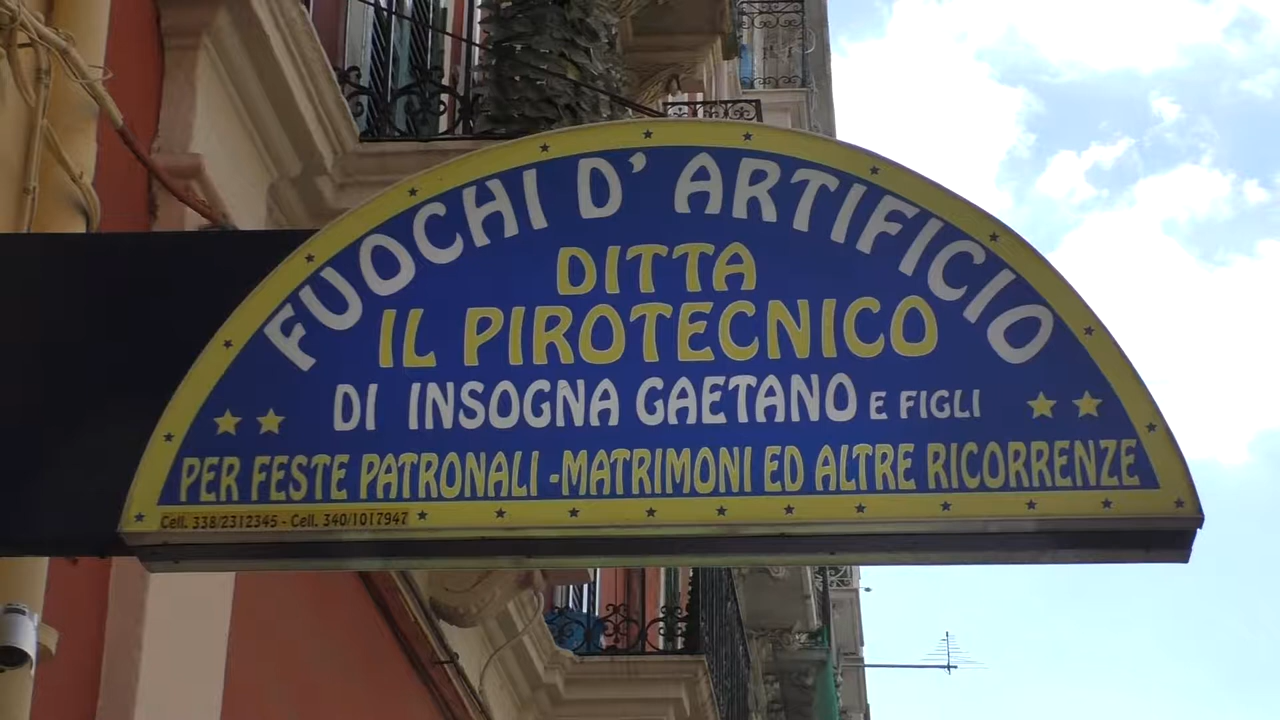 FUOCHI D' ARTIFICIO
DITTA
IL PIROTECNICO
DI INSOGNA GAETANO E FIGLI
PER FESTE PATRONALI - MATRIMONI ED ALTRE RICORRENZE
Cell. 338/2312345 - Cell. 340/1017947